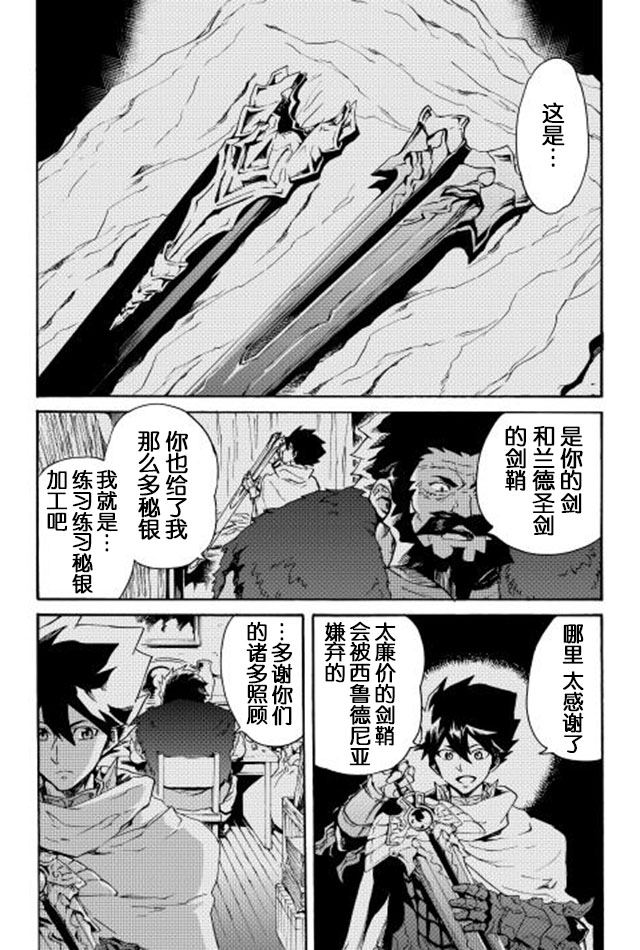 这是…
是你的剑
和兰德圣剑
的剑鞘
你也给了我
那么多秘银
我就是…
练习练习秘银
加工吧
哪里 太感谢了
太廉价的剑鞘
会被西鲁德尼亚
嫌弃的
…多谢你们
的诸多照顾